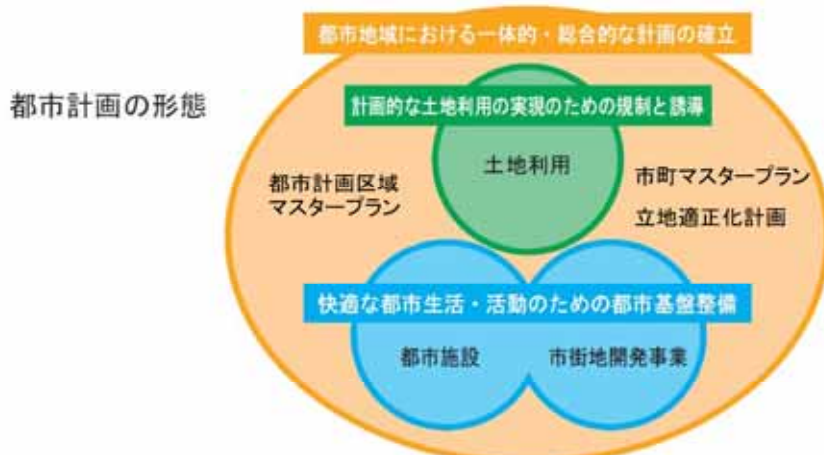 都市地域における一体的・総合的な計画の確立
都市計画の形態
計画的な土地利用の実現のための規制と誘導
土地利用
都市計画区域
マスタープラン
市町マスタープラン
立地適正化計画
快適な都市生活・活動のための都市基盤整備
都市施設
市街地開発事業